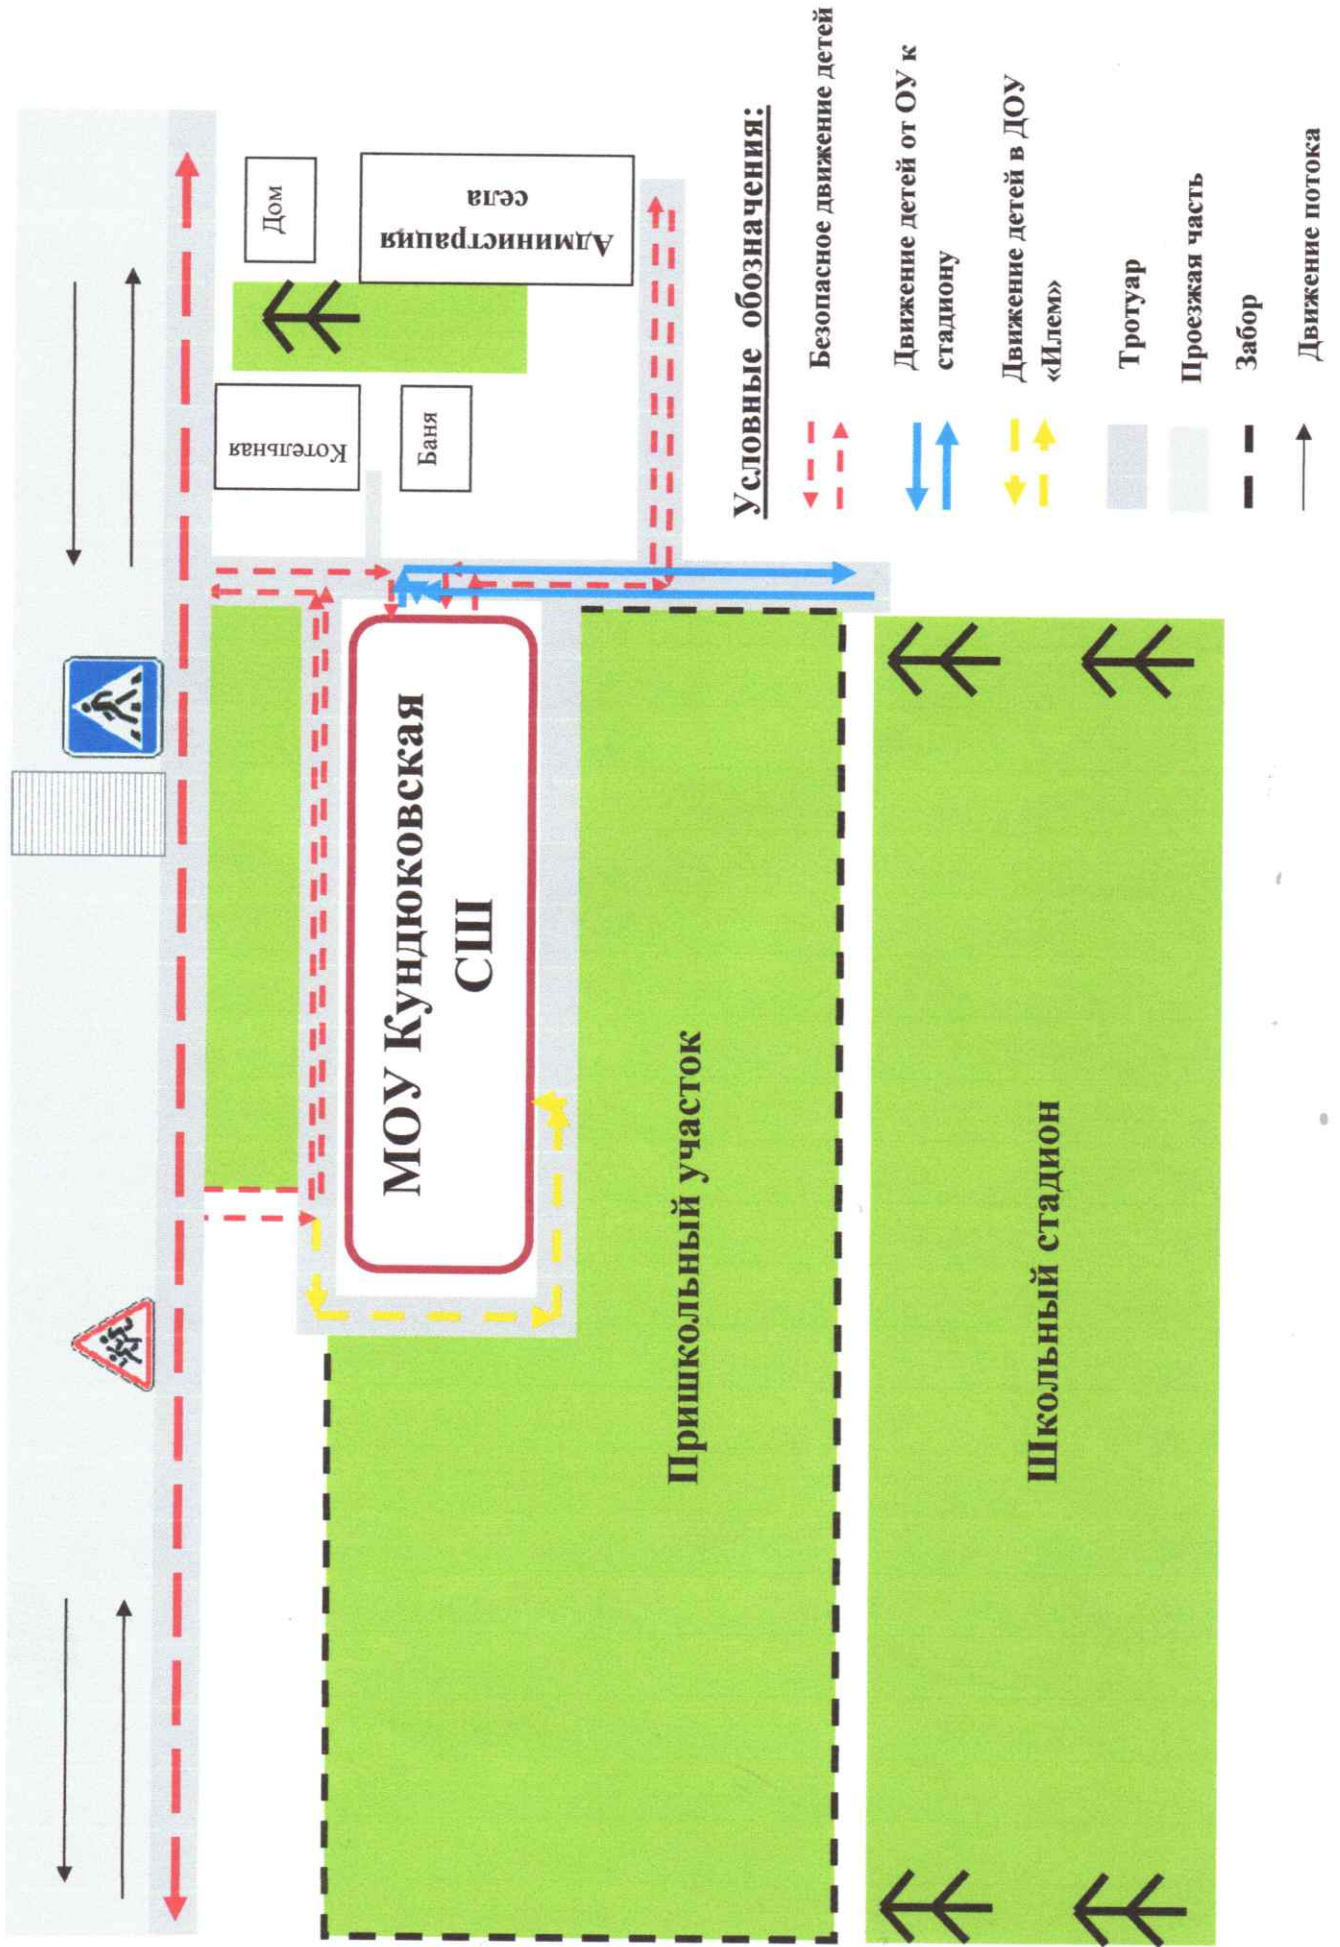 Дом
Администрация
села
Котельная
Баня
МОУ Кундюковская
СШ
Пришкольный участок
Школьный стадион
Условные обозначения:
Безопасное движение детей
Движение детей от ОУ к
стадиону
Движение детей в ДОУ
«Илем»
Тротуар
Проезжая часть
Забор
Движение потока